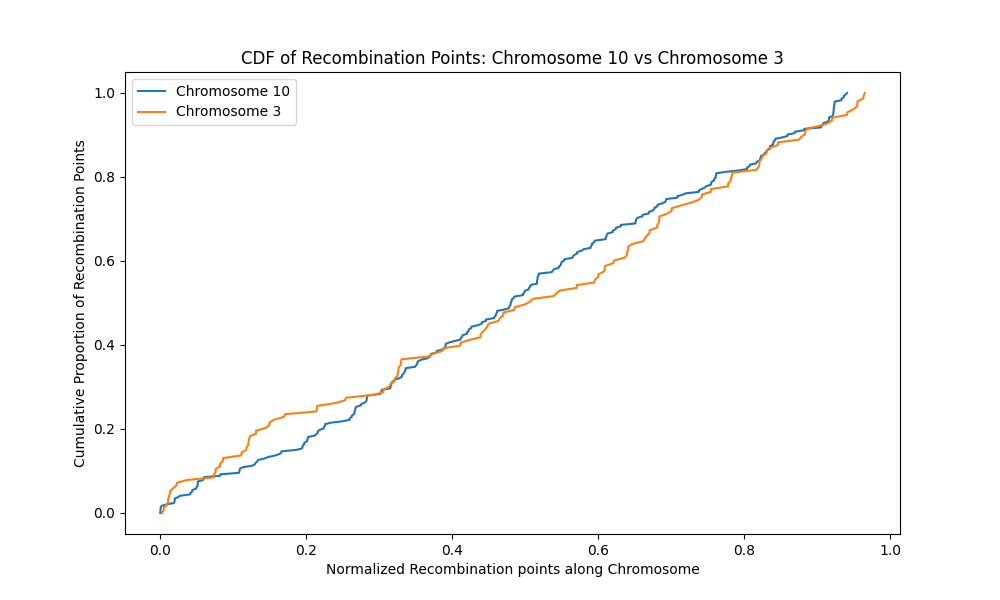 CDF of Recombination Points: Chromosome 10 vs Chromosome 3
Chromosome 10
Chromosome 3
Cumulative Proportion of Recombination Points
1.0
0.8
0.6
0.4
0.2
0.0
0.0 0.2 0.4 0.6 0.8 1.0
Normalized Recombination points along Chromosome